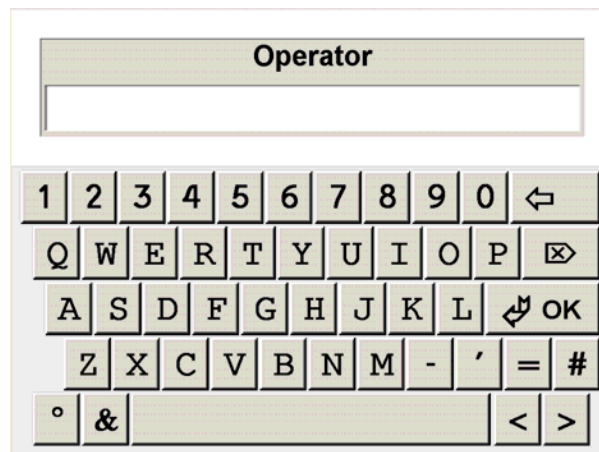 Operator
1 2 3 4 5 6 7 8 9 0 ⇦
Q W E R T Y U I O P ⌦
A S D F G H J K L OK
Z X C V B N M - ′ = #
° & < >